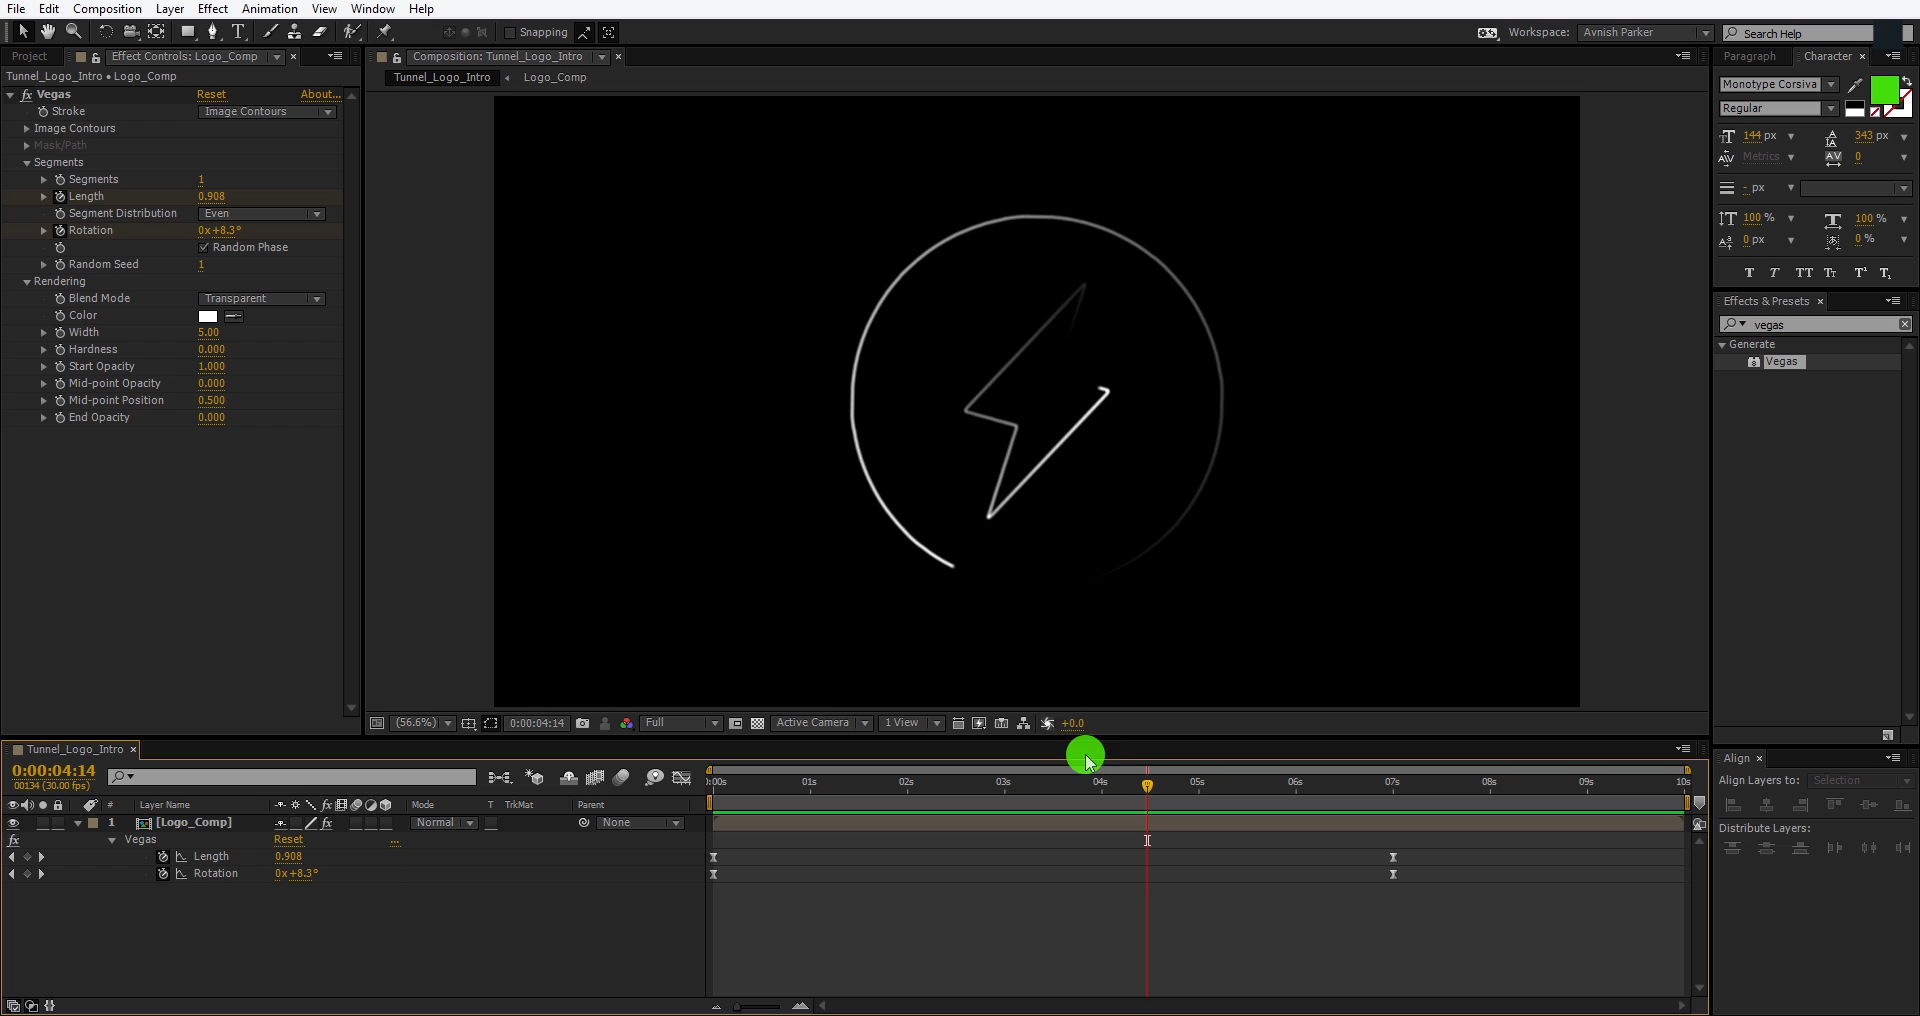 File Edit Composition Layer Effect Animation View Window Help
Snapping
Workspace: Avnish Parker
Search Help
Project
Effect Controls: Logo_Comp
Composition: Tunnel_Logo_Intro
Paragraph Character
Tunnel_Logo_Intro • Logo_Comp
Tunnel_Logo_Intro Logo_Comp
Vegas Reset About...
Stroke Image Contours
Image Contours
Mask/Path
Segments
Segments 1
Length 0.908
Segment Distribution Even
Rotation 0x+8.3°
Random Phase
Random Seed 1
Rendering
Blend Mode Transparent
Color
Width 5.00
Hardness 0.000
Start Opacity 1.000
Mid-point Opacity 0.000
Mid-point Position 0.500
End Opacity 0.000
Monotype Corsiva
Regular
144 px 343 px
Metrics 0
- px
100 % 100 %
0 px 0 %
T T TT Tt T¹ T₁
Effects & Presets
vegas
Generate
Vegas
(56.6%) 0:00:04:14 Full Active Camera 1 View +0.0
Tunnel_Logo_Intro
0:00:04:14
00134 (30.00 fps)
:00s 01s 02s 03s 04s 05s 06s 07s 08s 09s 10s
# Layer Name Mode T TrkMat Parent
1 [Logo_Comp] Normal None
Vegas Reset ...
Length 0.908
Rotation 0x+8.3°
Align
Align Layers to: Selection
Distribute Layers: